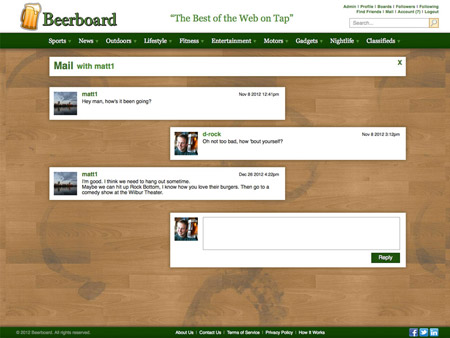 Beerboard
“The Best of the Web on Tap”
Admin | Profile | Boards | Followers | Following
Find Friends | Mail | Account (?) | Logout
Search...
Sports News Outdoors Lifestyle Fitness Entertainment Motors Gadgets Nightlife Classifieds
Mail with matt1 X
matt1 Nov 8 2012 12:41pm
Hey man, how's it been going?
d-rock Nov 8 2012 3:12pm
Oh not too bad, how 'bout yourself?
matt1 Dec 26 2012 4:22pm
I'm good. I think we need to hang out sometime.
Maybe we can hit up Rock Bottom, I know how you love their burgers. Then go to a
comedy show at the Wilbur Theater.
Reply
© 2012 Beerboard. All rights reserved. About Us | Contact Us | Terms of Service | Privacy Policy | How It Works